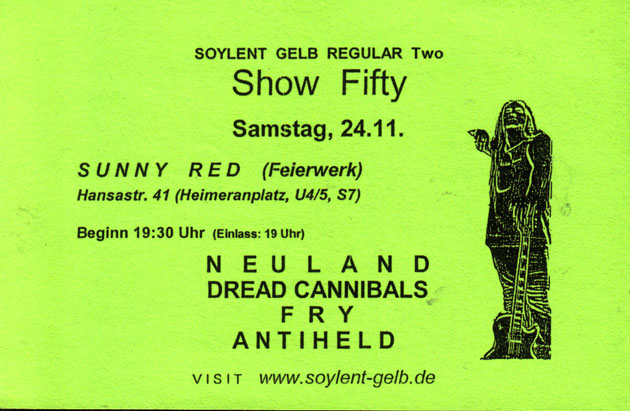 SOYLENT GELB REGULAR Two
Show Fifty
Samstag, 24.11.
SUNNY RED (Feierwerk)
Hansastr. 41 (Heimeranplatz, U4/5, S7)
Beginn 19:30 Uhr (Einlass: 19 Uhr)
NEULAND
DREAD CANNIBALS
FRY
ANTIHELD
VISIT www.soylent-gelb.de